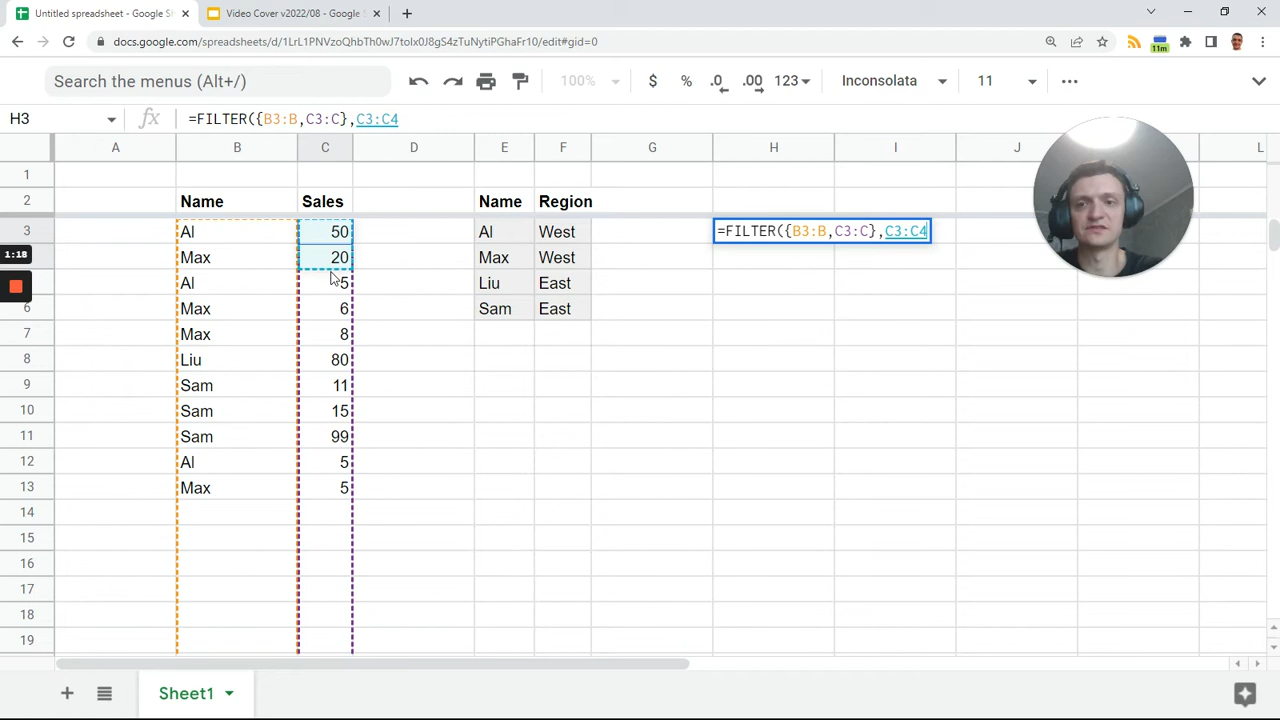 Untitled spreadsheet - Google Sh
Video Cover v2022/08 - Google S
docs.google.com/spreadsheets/d/1LrL1PNVzoQhbTh0wJ7tolx0J8gS4zTuNytiPGhaFr10/edit#gid=0
11m
Search the menus (Alt+/)
100%
$ % .0 .00 123
Inconsolata
11
H3
=FILTER({B3:B,C3:C},C3:C4
A B C D E F G H I J L
1
2 Name Sales Name Region
3 Al 50 Al West =FILTER({B3:B,C3:C},C3:C4
1:18 Max 20 Max West
Al 5 Liu East
6 Max 6 Sam East
7 Max 8
8 Liu 80
9 Sam 11
10 Sam 15
11 Sam 99
12 Al 5
13 Max 5
14
15
16
17
18
19
Sheet1